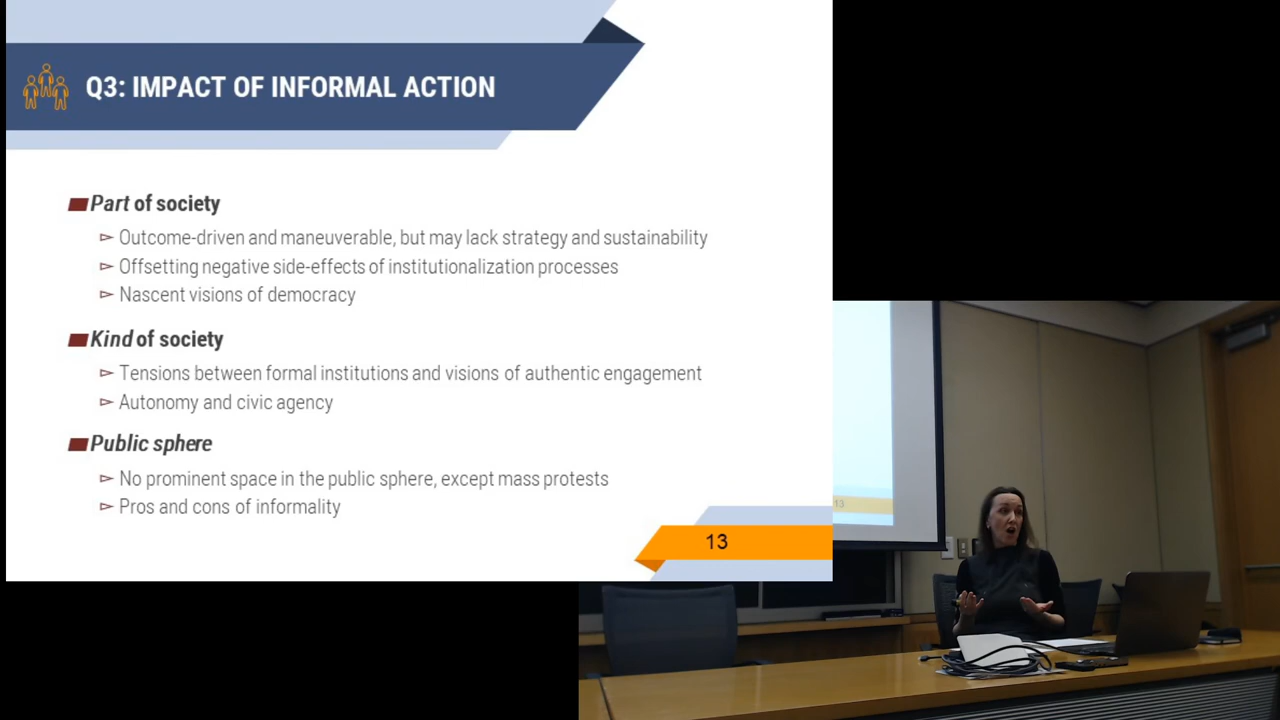 Q3: IMPACT OF INFORMAL ACTION
Part of society
Outcome-driven and maneuverable, but may lack strategy and sustainability
Offsetting negative side-effects of institutionalization processes
Nascent visions of democracy
Kind of society
Tensions between formal institutions and visions of authentic engagement
Autonomy and civic agency
Public sphere
No prominent space in the public sphere, except mass protests
Pros and cons of informality
13
13